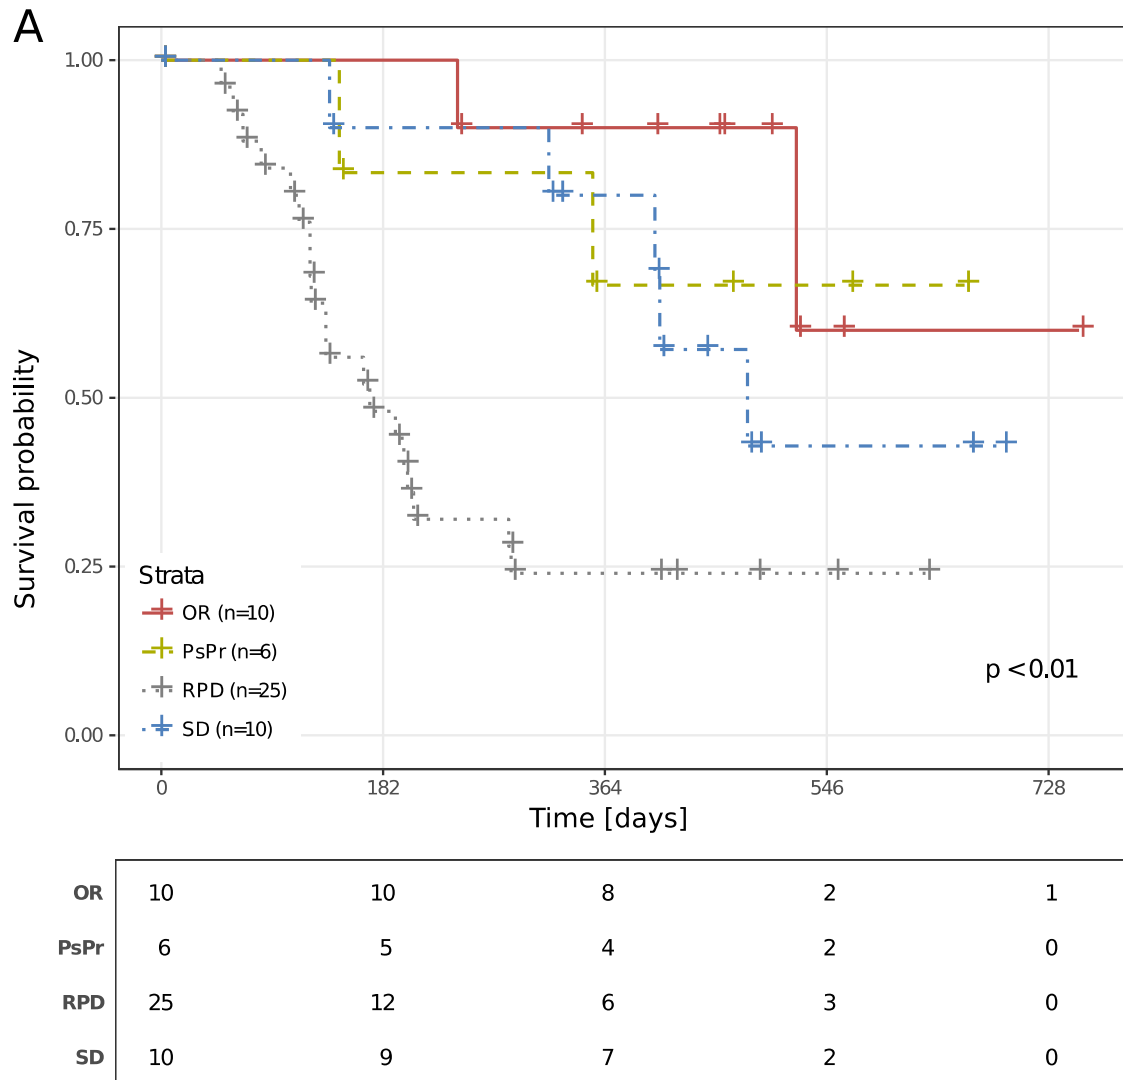 A
1.00
0.75
0.50
0.25
0.00
Survival probability
Strata
OR (n=10)
PsPr (n=6)
RPD (n=25)
SD (n=10)
p < 0.01
0 182 364 546 728
Time [days]
OR 10 10 8 2 1
PsPr 6 5 4 2 0
RPD 25 12 6 3 0
SD 10 9 7 2 0